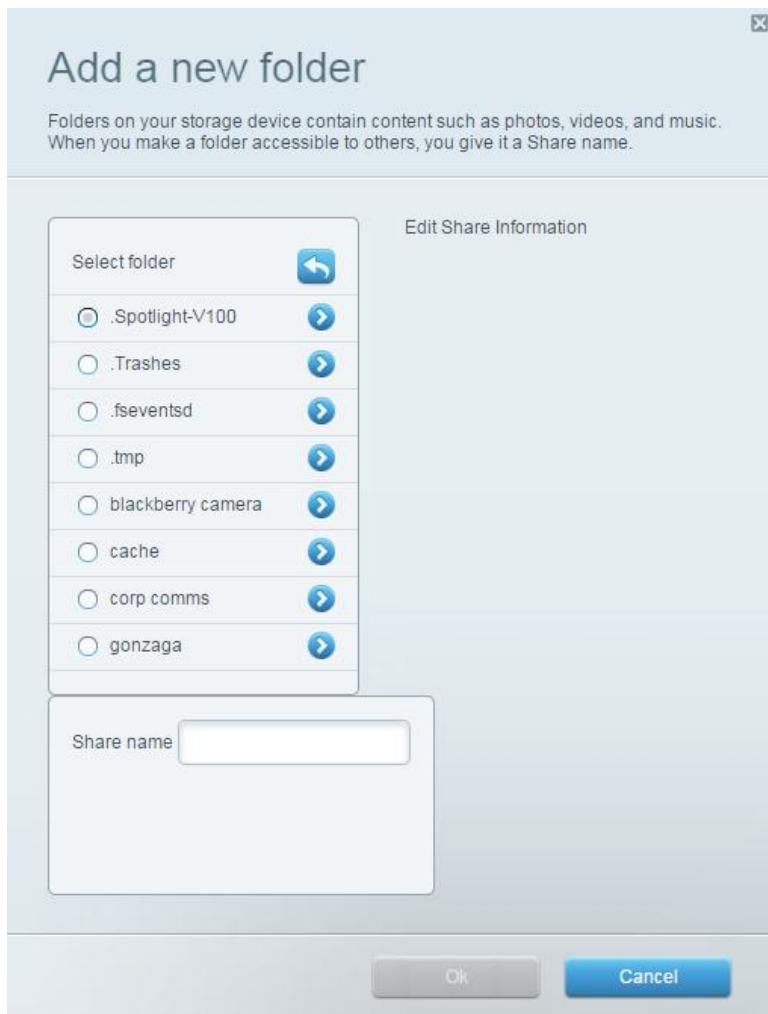 Add a new folder
Folders on your storage device contain content such as photos, videos, and music.
When you make a folder accessible to others, you give it a Share name.
Edit Share Information
Select folder
.Spotlight-V100
.Trashes
.fseventsd
.tmp
blackberry camera
cache
corp comms
gonzaga
Share name
Ok
Cancel